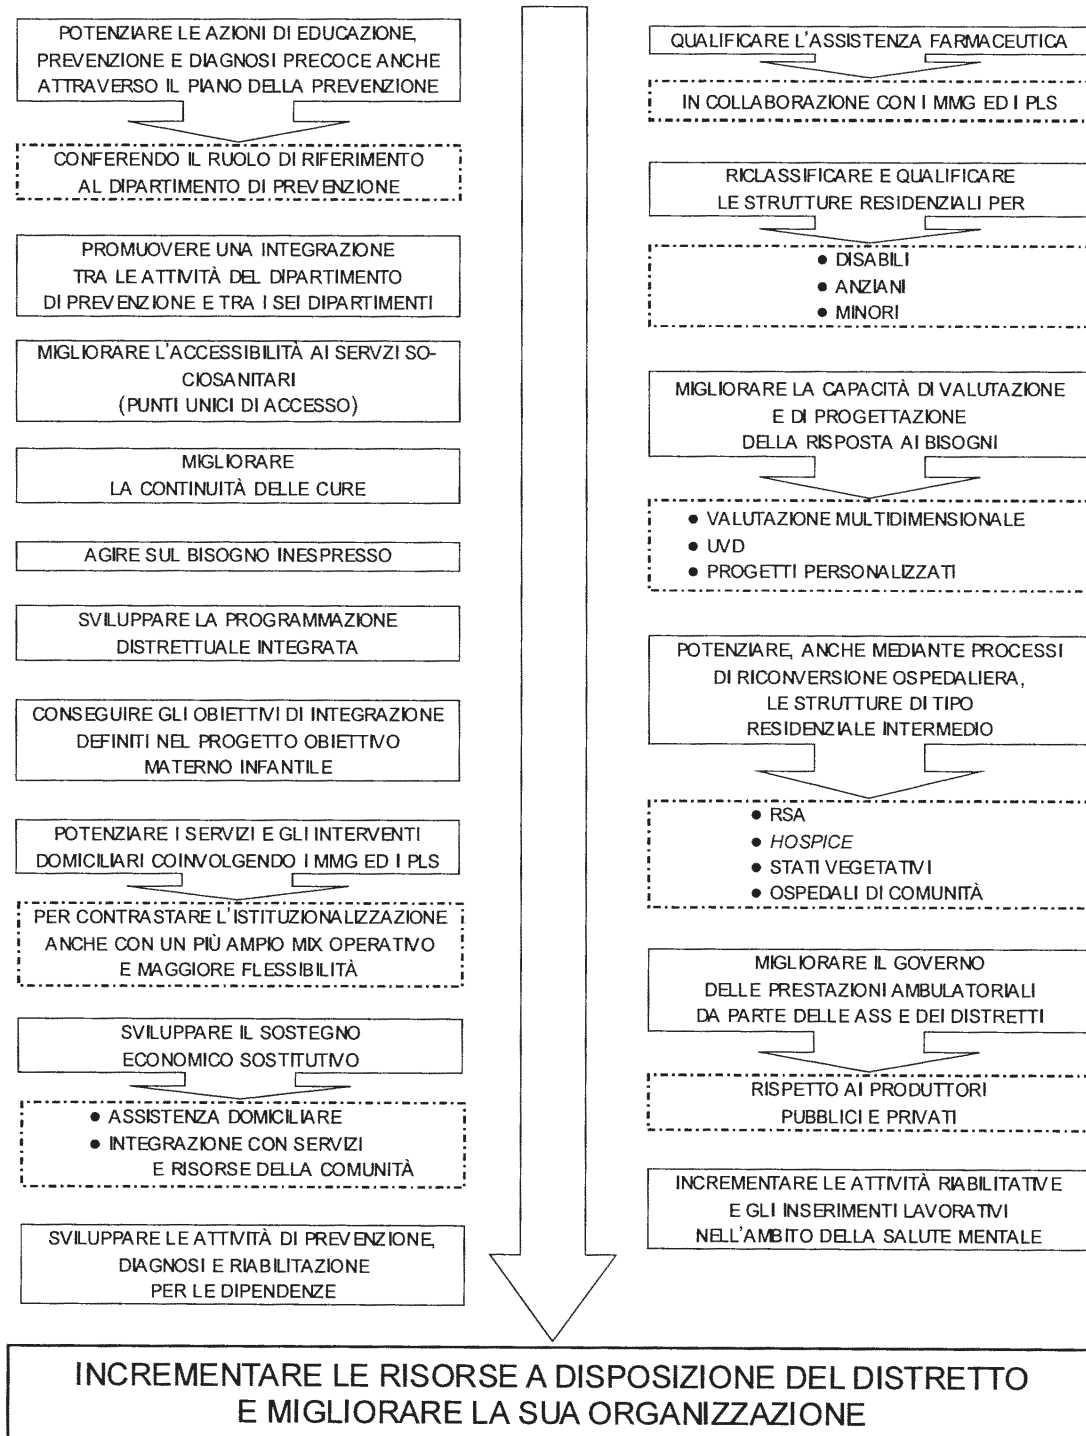 POTENZIARE LE AZIONI DI EDUCAZIONE,
PREVENZIONE E DIAGNOSI PRECOCE ANCHE
ATTRAVERSO IL PIANO DELLA PREVENZIONE
CONFERENDO IL RUOLO DI RIFERIMENTO
AL DIPARTIMENTO DI PREVENZIONE
PROMUOVERE UNA INTEGRAZIONE
TRA LE ATTIVITÀ DEL DIPARTIMENTO
DI PREVENZIONE E TRA I SEI DIPARTIMENTI
MIGLIORARE L'ACCESSIBILITÀ AI SERVZI SO-
CIOSANITARI
(PUNTI UNICI DI ACCESSO)
MIGLIORARE
LA CONTINUITÀ DELLE CURE
AGIRE SUL BISOGNO INESPRESSO
SVILUPPARE LA PROGRAMMAZIONE
DISTRETTUALE INTEGRATA
CONSEGUIRE GLI OBIETTIVI DI INTEGRAZIONE
DEFINITI NEL PROGETTO OBIETTIVO
MATERNO INFANTILE
POTENZIARE I SERVIZI E GLI INTERVENTI
DOMICILIARI COINVOLGENDO I MMG ED I PLS
PER CONTRASTARE L'ISTITUZIONALIZZAZIONE
ANCHE CON UN PIÙ AMPIO MIX OPERATIVO
E MAGGIORE FLESSIBILITÀ
SVILUPPARE IL SOSTEGNO
ECONOMICO SOSTITUTIVO
● ASSISTENZA DOMICILIARE
● INTEGRAZIONE CON SERVIZI
E RISORSE DELLA COMUNITÀ
SVILUPPARE LE ATTIVITÀ DI PREVENZIONE,
DIAGNOSI E RIABILITAZIONE
PER LE DIPENDENZE
QUALIFICARE L'ASSISTENZA FARMACEUTICA
IN COLLABORAZIONE CON I MMG ED I PLS
RICLASSIFICARE E QUALIFICARE
LE STRUTTURE RESIDENZIALI PER
● DISABILI
● ANZIANI
● MINORI
MIGLIORARE LA CAPACITÀ DI VALUTAZIONE
E DI PROGETTAZIONE
DELLA RISPOSTA AI BISOGNI
● VALUTAZIONE MULTIDIMENSIONALE
● UVD
● PROGETTI PERSONALIZZATI
POTENZIARE, ANCHE MEDIANTE PROCESSI
DI RICONVERSIONE OSPEDALIERA,
LE STRUTTURE DI TIPO
RESIDENZIALE INTERMEDIO
● RSA
● HOSPICE
● STATI VEGETATIVI
● OSPEDALI DI COMUNITÀ
MIGLIORARE IL GOVERNO
DELLE PRESTAZIONI AMBULATORIALI
DA PARTE DELLE ASS E DEI DISTRETTI
RISPETTO AI PRODUTTORI
PUBBLICI E PRIVATI
INCREMENTARE LE ATTIVITÀ RIABILITATIVE
E GLI INSERIMENTI LAVORATIVI
NELL'AMBITO DELLA SALUTE MENTALE
INCREMENTARE LE RISORSE A DISPOSIZIONE DEL DISTRETTO
E MIGLIORARE LA SUA ORGANIZZAZIONE